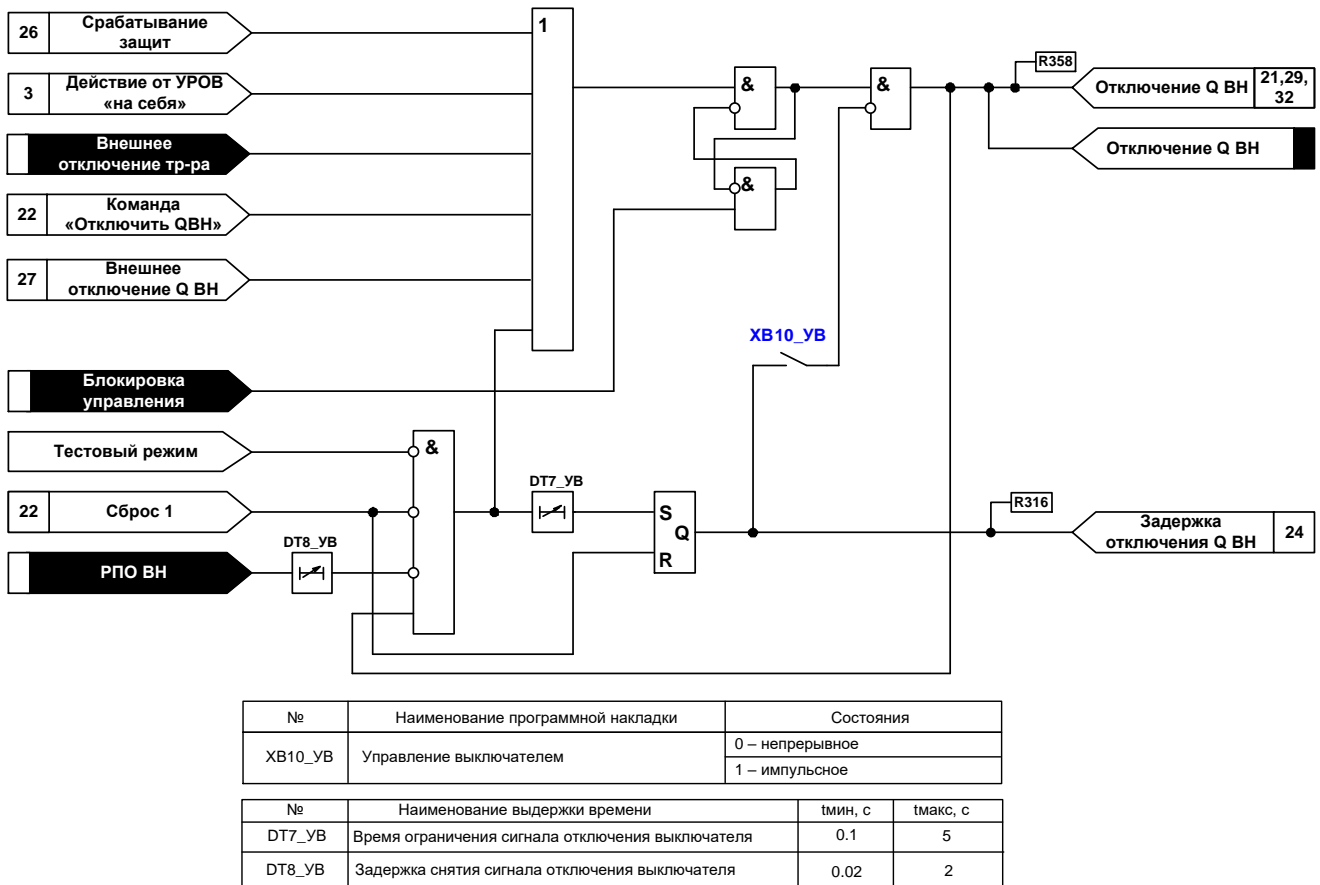 26
Срабатывание
защит
3
Действие от УРОВ
«на себя»
Внешнее
отключение тр-ра
22
Команда
«Отключить QВН»
27
Внешнее
отключение Q ВН
Блокировка
управления
Тестовый режим
22
Сброс 1
РПО ВН
DT8_УВ
1
&
DT7_УВ
S
Q
R
&
&
&
XB10_УВ
R358
Отключение Q ВН
21,29,
32
Отключение Q ВН
R316
Задержка
отключения Q ВН
24
№ Наименование программной накладки Состояния
XB10_УВ Управление выключателем 0 – непрерывное
1 – импульсное
№ Наименование выдержки времени tмин, с tмакс, с
DT7_УВ Время ограничения сигнала отключения выключателя 0.1 5
DT8_УВ Задержка снятия сигнала отключения выключателя 0.02 2